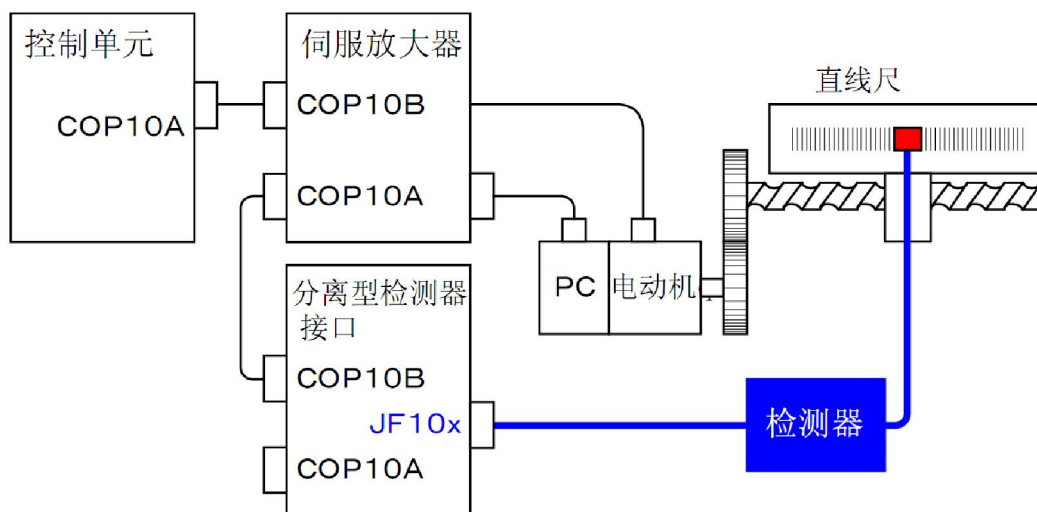 控制单元
COP10A
伺服放大器
COP10B
COP10A
PC
电动机
直线尺
分离型检测器
接口
COP10B
JF10x
COP10A
检测器